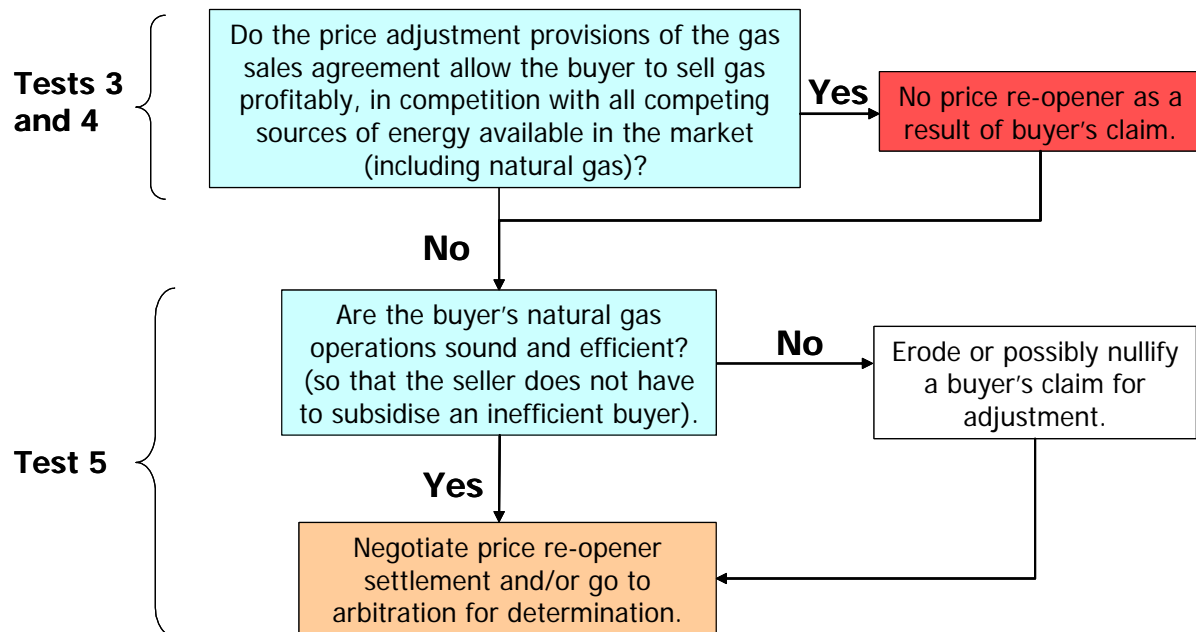 Tests 3
and 4
Do the price adjustment provisions of the gas
sales agreement allow the buyer to sell gas
profitably, in competition with all competing
sources of energy available in the market
(including natural gas)?
Yes
No price re-opener as a
result of buyer’s claim.
No
Test 5
Are the buyer’s natural gas
operations sound and efficient?
(so that the seller does not have
to subsidise an inefficient buyer).
No
Erode or possibly nullify
a buyer’s claim for
adjustment.
Yes
Negotiate price re-opener
settlement and/or go to
arbitration for determination.